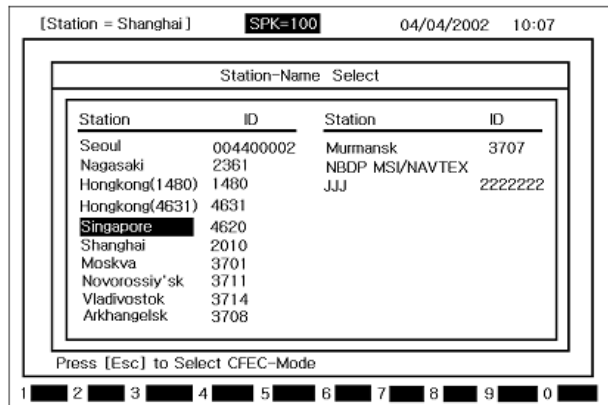 [Station = Shanghai] SPK=100 04/04/2002 10:07
Station-Name Select
Station ID Station ID
Seoul 004400002 Murmansk 3707
Nagasaki 2361 NBDP MSI/NAVTEX
Hongkong(1480) 1480 JJJ 2222222
Hongkong(4631) 4631
Singapore 4620
Shanghai 2010
Moskva 3701
Novorossiy'sk 3711
Vladivostok 3714
Arkhangelsk 3708
Press [Esc] to Select CFEC-Mode
1 2 3 4 5 6 7 8 9 0